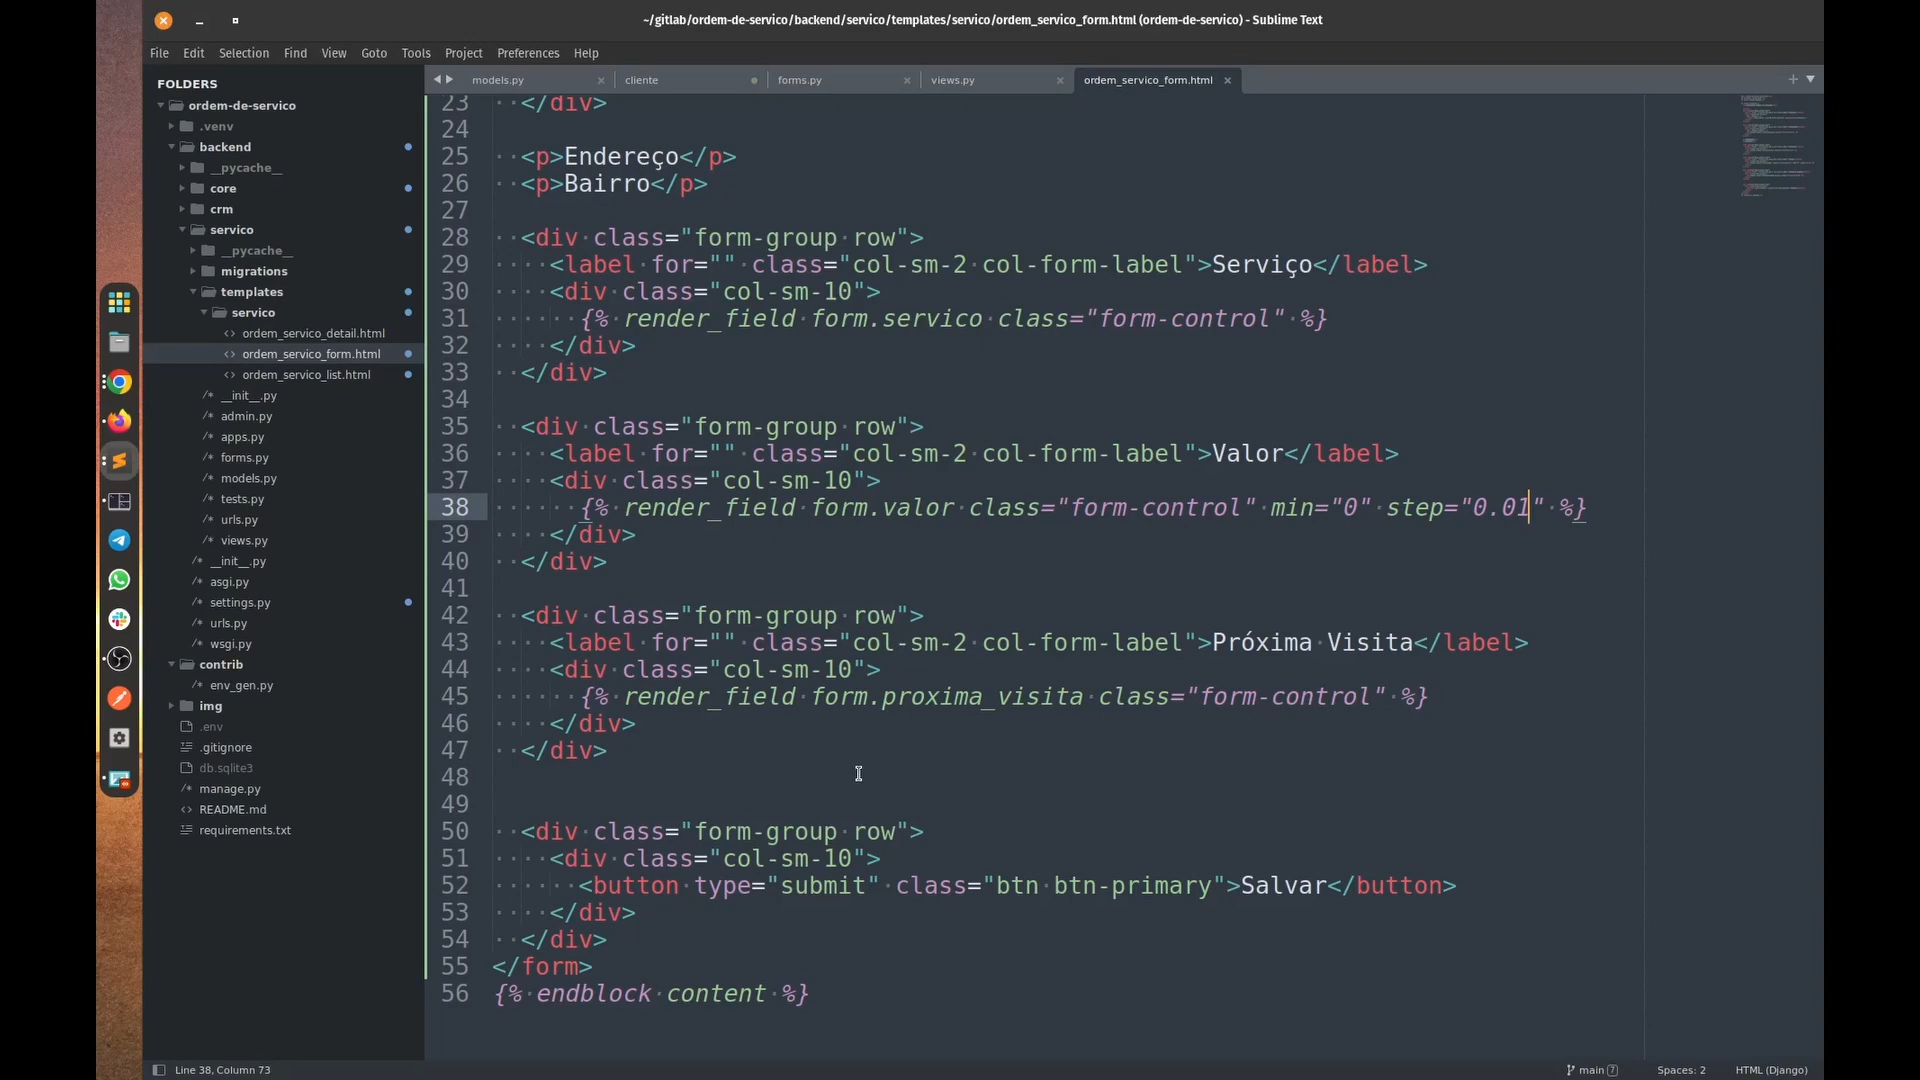 ~/gitlab/ordem-de-servico/backend/servico/templates/servico/ordem_servico_form.html (ordem-de-servico) - Sublime Text
File Edit Selection Find View Goto Tools Project Preferences Help
FOLDERS
ordem-de-servico
.venv
backend
__pycache__
core
crm
servico
__pycache__
migrations
templates
servico
ordem_servico_detail.html
ordem_servico_form.html
ordem_servico_list.html
__init__.py
admin.py
apps.py
forms.py
models.py
tests.py
urls.py
views.py
__init__.py
asgi.py
settings.py
urls.py
wsgi.py
contrib
env_gen.py
img
.env
.gitignore
db.sqlite3
manage.py
README.md
requirements.txt
models.py cliente forms.py views.py ordem_servico_form.html
23 </div>
24
25 <p>Endereço</p>
26 <p>Bairro</p>
27
28 <div class="form-group row">
29 <label for="" class="col-sm-2 col-form-label">Serviço</label>
30 <div class="col-sm-10">
31 {% render_field form.servico class="form-control" %}
32 </div>
33 </div>
34
35 <div class="form-group row">
36 <label for="" class="col-sm-2 col-form-label">Valor</label>
37 <div class="col-sm-10">
38 {% render_field form.valor class="form-control" min="0" step="0.01" %}
39 </div>
40 </div>
41
42 <div class="form-group row">
43 <label for="" class="col-sm-2 col-form-label">Próxima Visita</label>
44 <div class="col-sm-10">
45 {% render_field form.proxima_visita class="form-control" %}
46 </div>
47 </div>
48
49
50 <div class="form-group row">
51 <div class="col-sm-10">
52 <button type="submit" class="btn btn-primary">Salvar</button>
53 </div>
54 </div>
55 </form>
56 {% endblock content %}
Line 38, Column 73
main 7 Spaces: 2 HTML (Django)